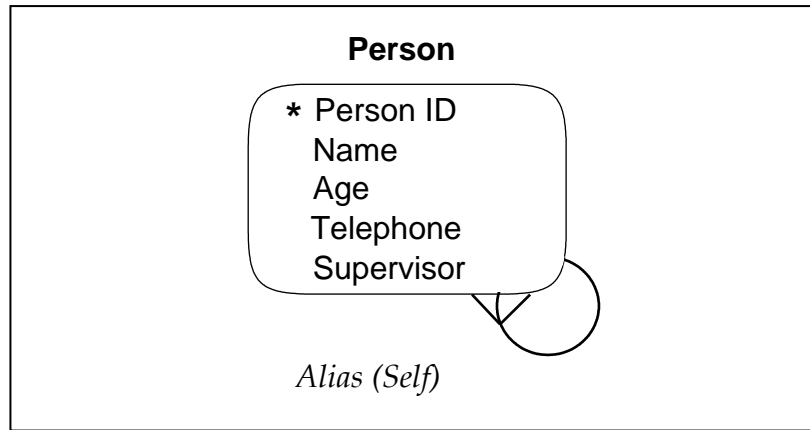 Person
* Person ID
Name
Age
Telephone
Supervisor
Alias (Self)